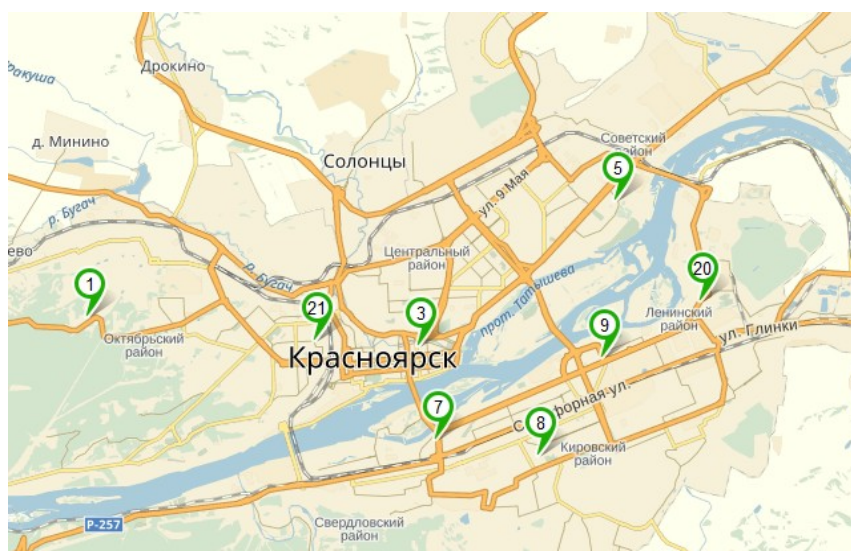 Дрокино
д. Минино
Солонцы
Советский
район
5
ул. 9 Мая
р. Бугач
Центральный
район
р. Бугач
прот. Татышева
1
20
21
3
Ленинский
район
Октябрьский
район
9
ул. Глинки
Красноярск
7
8
Кировский
район
Р-257
Свердловский
район